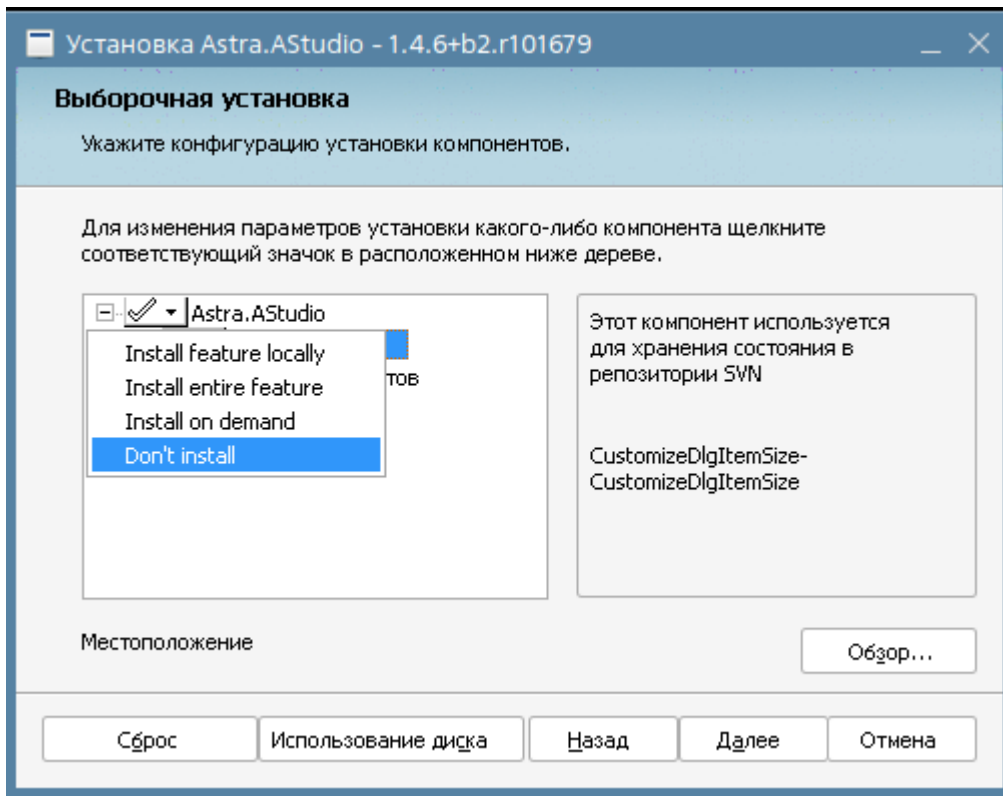 Установка Astra.AStudio - 1.4.6+b2.r101679
Выборочная установка
Укажите конфигурацию установки компонентов.
Для изменения параметров установки какого-либо компонента щелкните
соответствующий значок в расположенном ниже дереве.
Astra.AStudio
Install feature locally
Install entire feature
тов
Install on demand
Don't install
Этот компонент используется
для хранения состояния в
репозитории SVN
CustomizeDlgItemSize-
CustomizeDlgItemSize
Местоположение
Обзор...
Сброс
Использование диска
Назад
Далее
Отмена